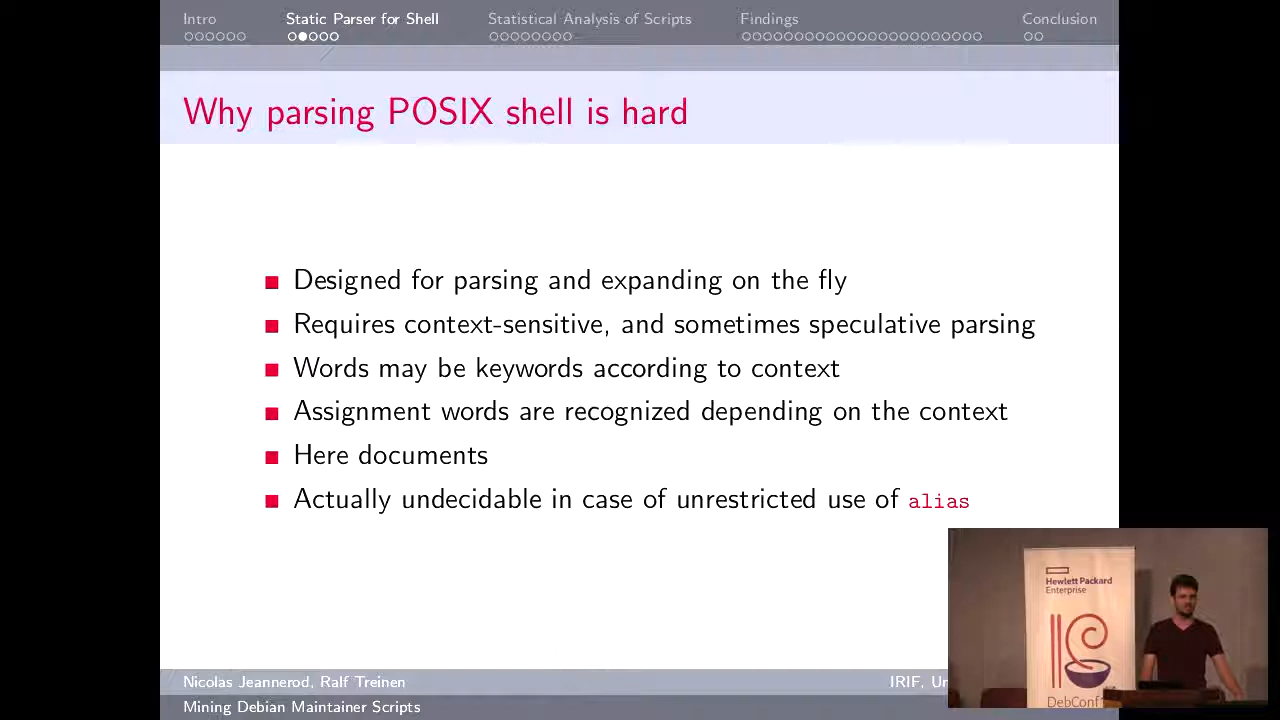 Intro
Static Parser for Shell
Statistical Analysis of Scripts
Findings
Conclusion
Why parsing POSIX shell is hard
Designed for parsing and expanding on the fly
Requires context-sensitive, and sometimes speculative parsing
Words may be keywords according to context
Assignment words are recognized depending on the context
Here documents
Actually undecidable in case of unrestricted use of alias
Hewlett Packard
Enterprise
DebConf
Nicolas Jeannerod, Ralf Treinen
IRIF,
Mining Debian Maintainer Scripts